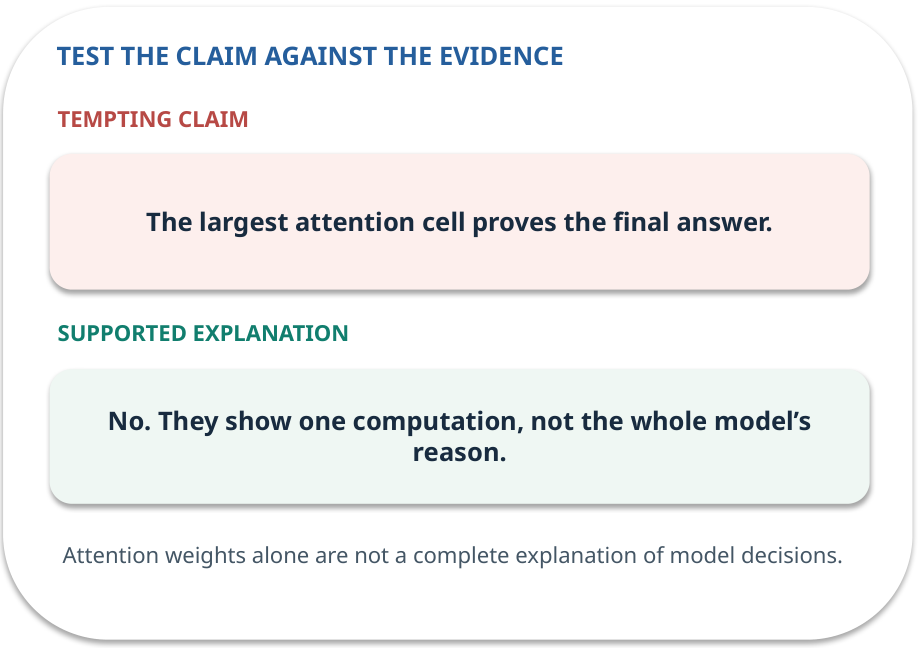 TEST THE CLAIM AGAINST THE EVIDENCE
TEMPTING CLAIM
The largest attention cell proves the final answer.
SUPPORTED EXPLANATION
No. They show one computation, not the whole model’s
reason.
Attention weights alone are not a complete explanation of model decisions.